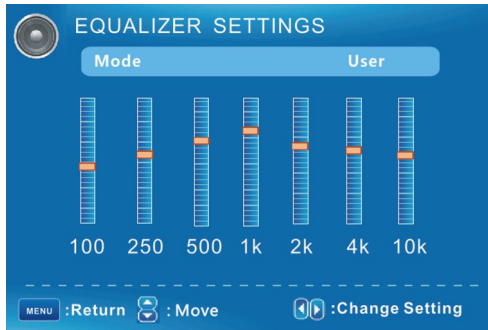 EQUALIZER SETTINGS
Mode User
100 250 500 1k 2k 4k 10k
MENU :Return : Move :Change Setting